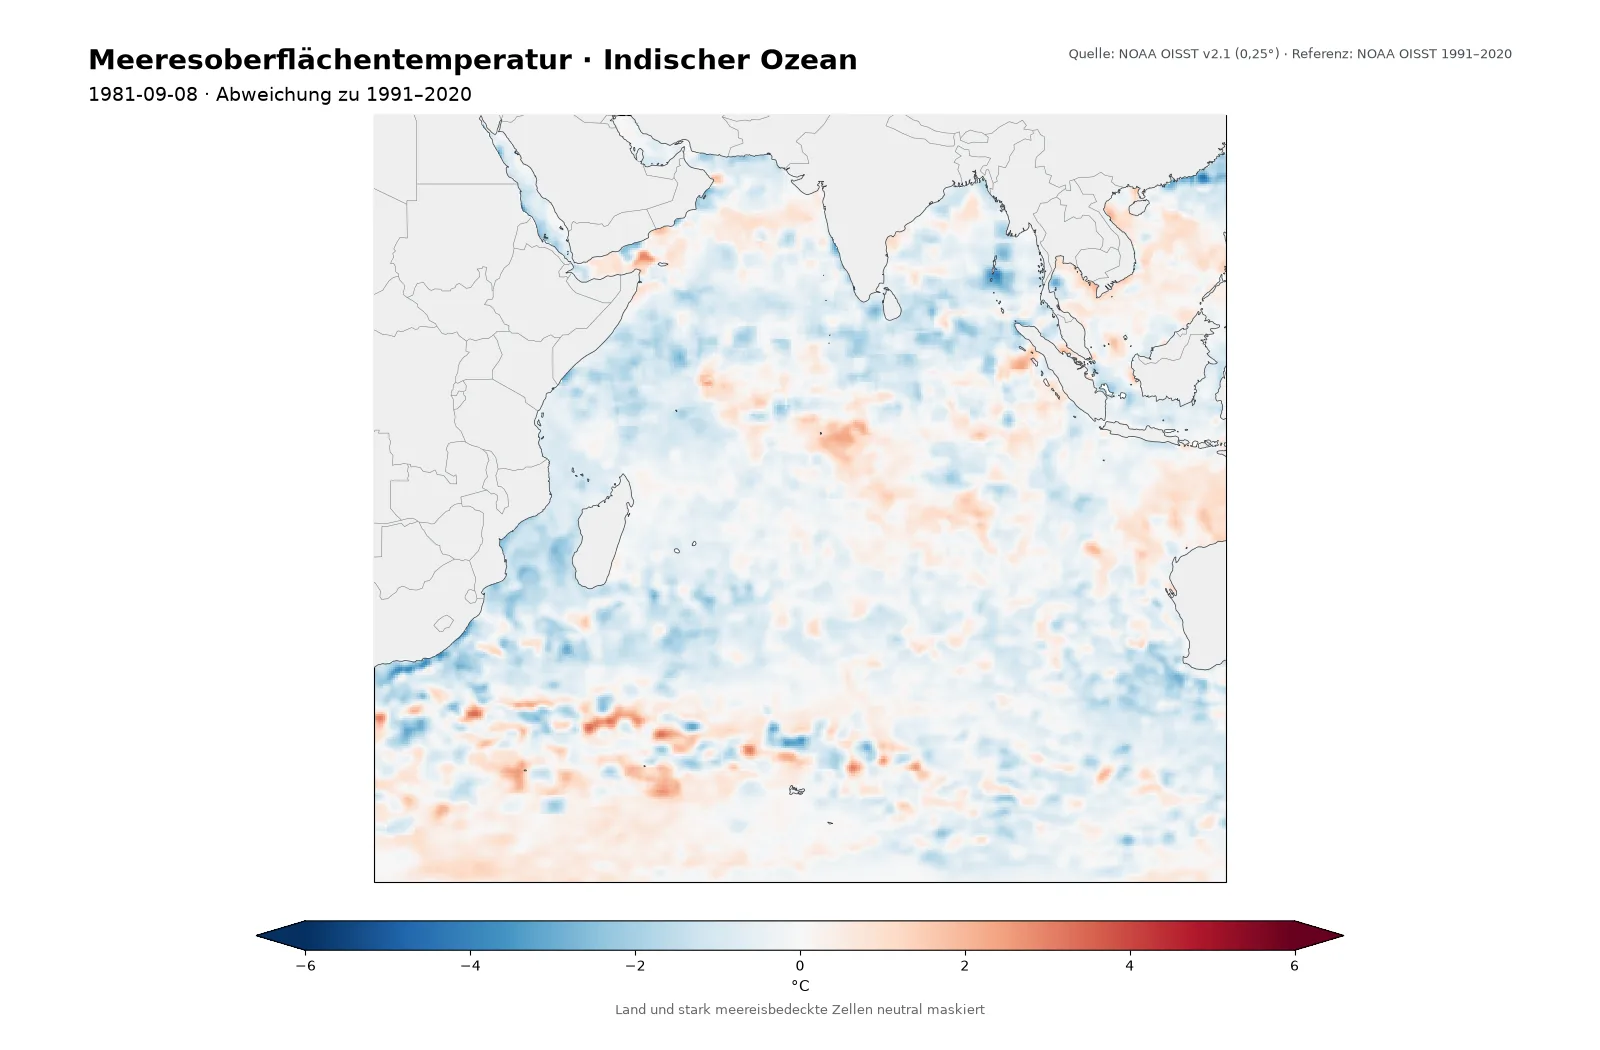 Meeresoberflächentemperatur · Indischer Ozean
Quelle: NOAA OISST v2.1 (0,25°) · Referenz: NOAA OISST 1991–2020
1981-09-08 · Abweichung zu 1991–2020
−6 −4 −2 0 2 4 6
°C
Land und stark meereisbedeckte Zellen neutral maskiert